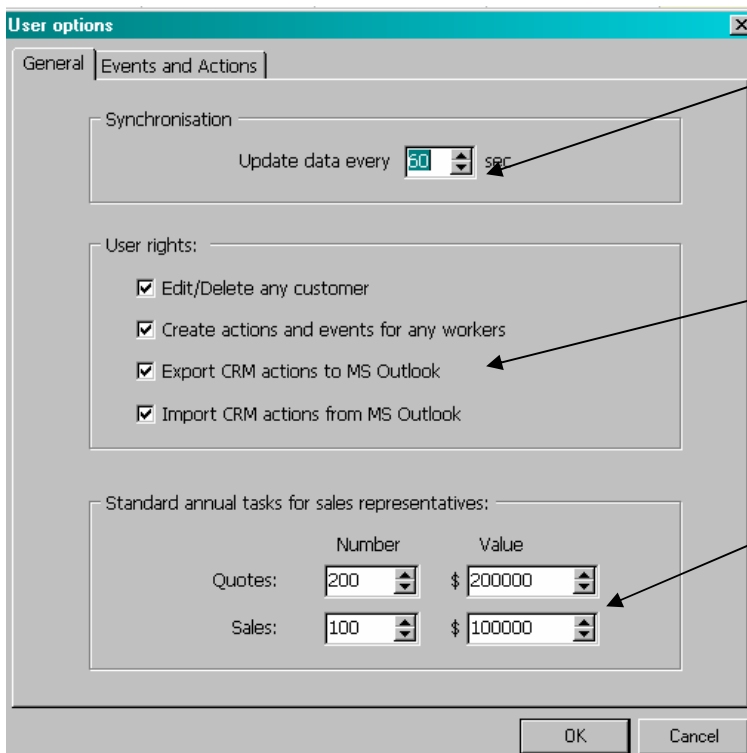 User options
General Events and Actions
Synchronisation
Update data every 60 sec
User rights:
Edit/Delete any customer
Create actions and events for any workers
Export CRM actions to MS Outlook
Import CRM actions from MS Outlook
Standard annual tasks for sales representatives:
Number Value
Quotes: 200 $ 200000
Sales: 100 $ 100000
OK Cancel